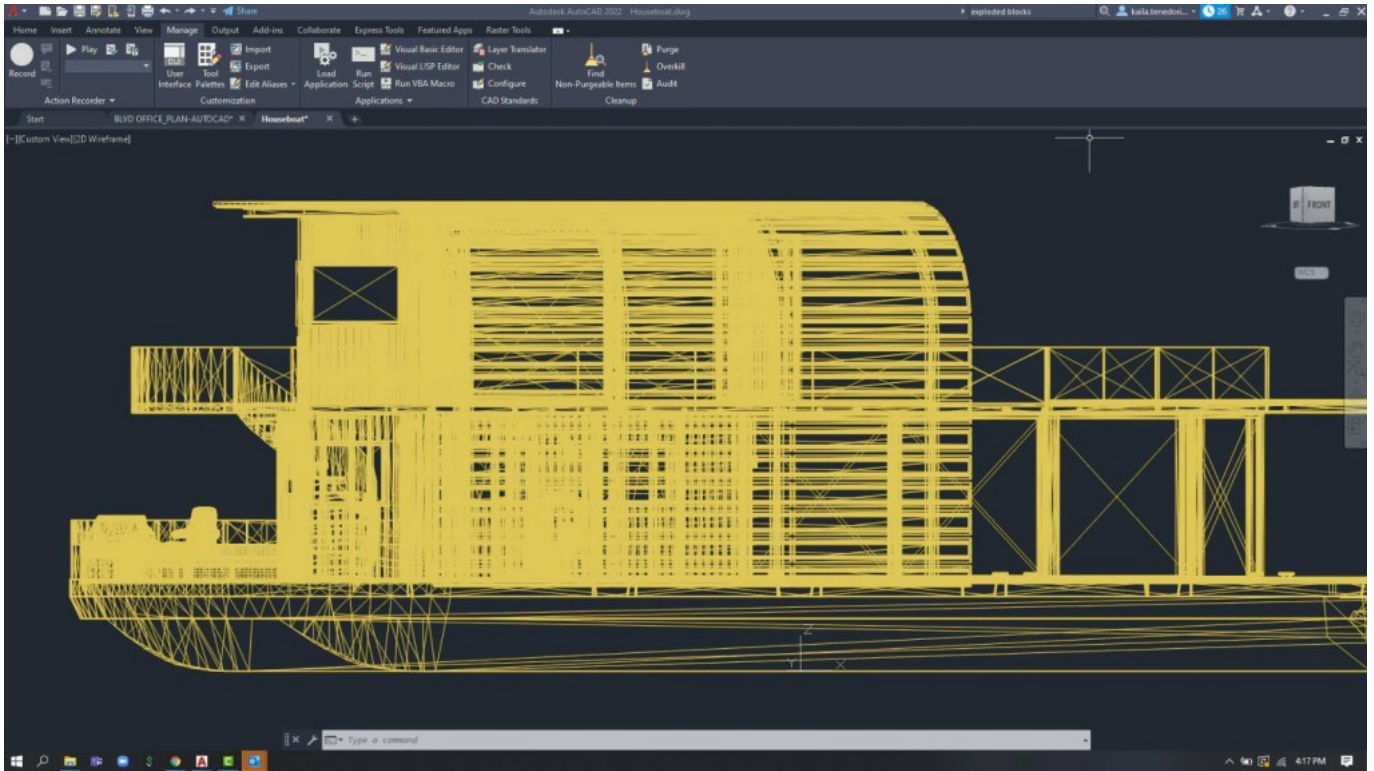 Share
Autodesk AutoCAD 2022 Houseboat.dwg
exploded blocks
kaila.tenedori...
26
Home Insert Annotate View Manage Output Add-ins Collaborate Express Tools Featured Apps Raster Tools
Record
Play
CUI
User Interface
Tool Palettes
Import
Export
Edit Aliases
Load Application
Run Script
Visual Basic Editor
Visual LISP Editor
Run VBA Macro
Layer Translator
Check
Configure
Find Non-Purgeable Items
Purge
Overkill
Audit
Action Recorder Customization Applications CAD Standards Cleanup
Start BLVD OFFICE_PLAN-AUTOCAD* Houseboat*
[-][Custom View][2D Wireframe]
FRONT
WCS
Z
Y X
Type a command
4:17 PM